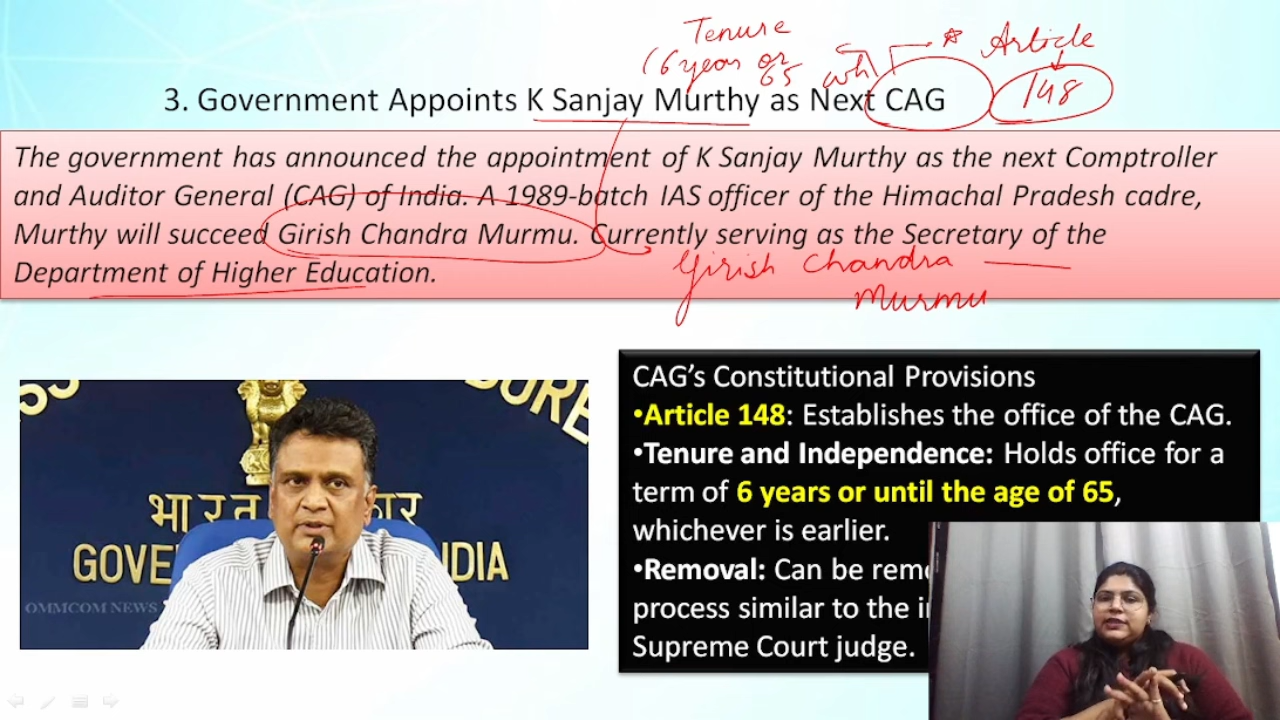 Tenure
(6 year or 65 wh
* Article
148
3. Government Appoints K Sanjay Murthy as Next CAG
The government has announced the appointment of K Sanjay Murthy as the next Comptroller
and Auditor General (CAG) of India. A 1989-batch IAS officer of the Himachal Pradesh cadre,
Murthy will succeed Girish Chandra Murmu. Currently serving as the Secretary of the
Department of Higher Education.
Girish Chandra
Murmu
CAG's Constitutional Provisions
•Article 148: Establishes the office of the CAG.
•Tenure and Independence: Holds office for a
term of 6 years or until the age of 65,
whichever is earlier.
•Removal: Can be
process similar to the
Supreme Court judge.
भारत
GOVE INDIA
OMMCOM NEWS